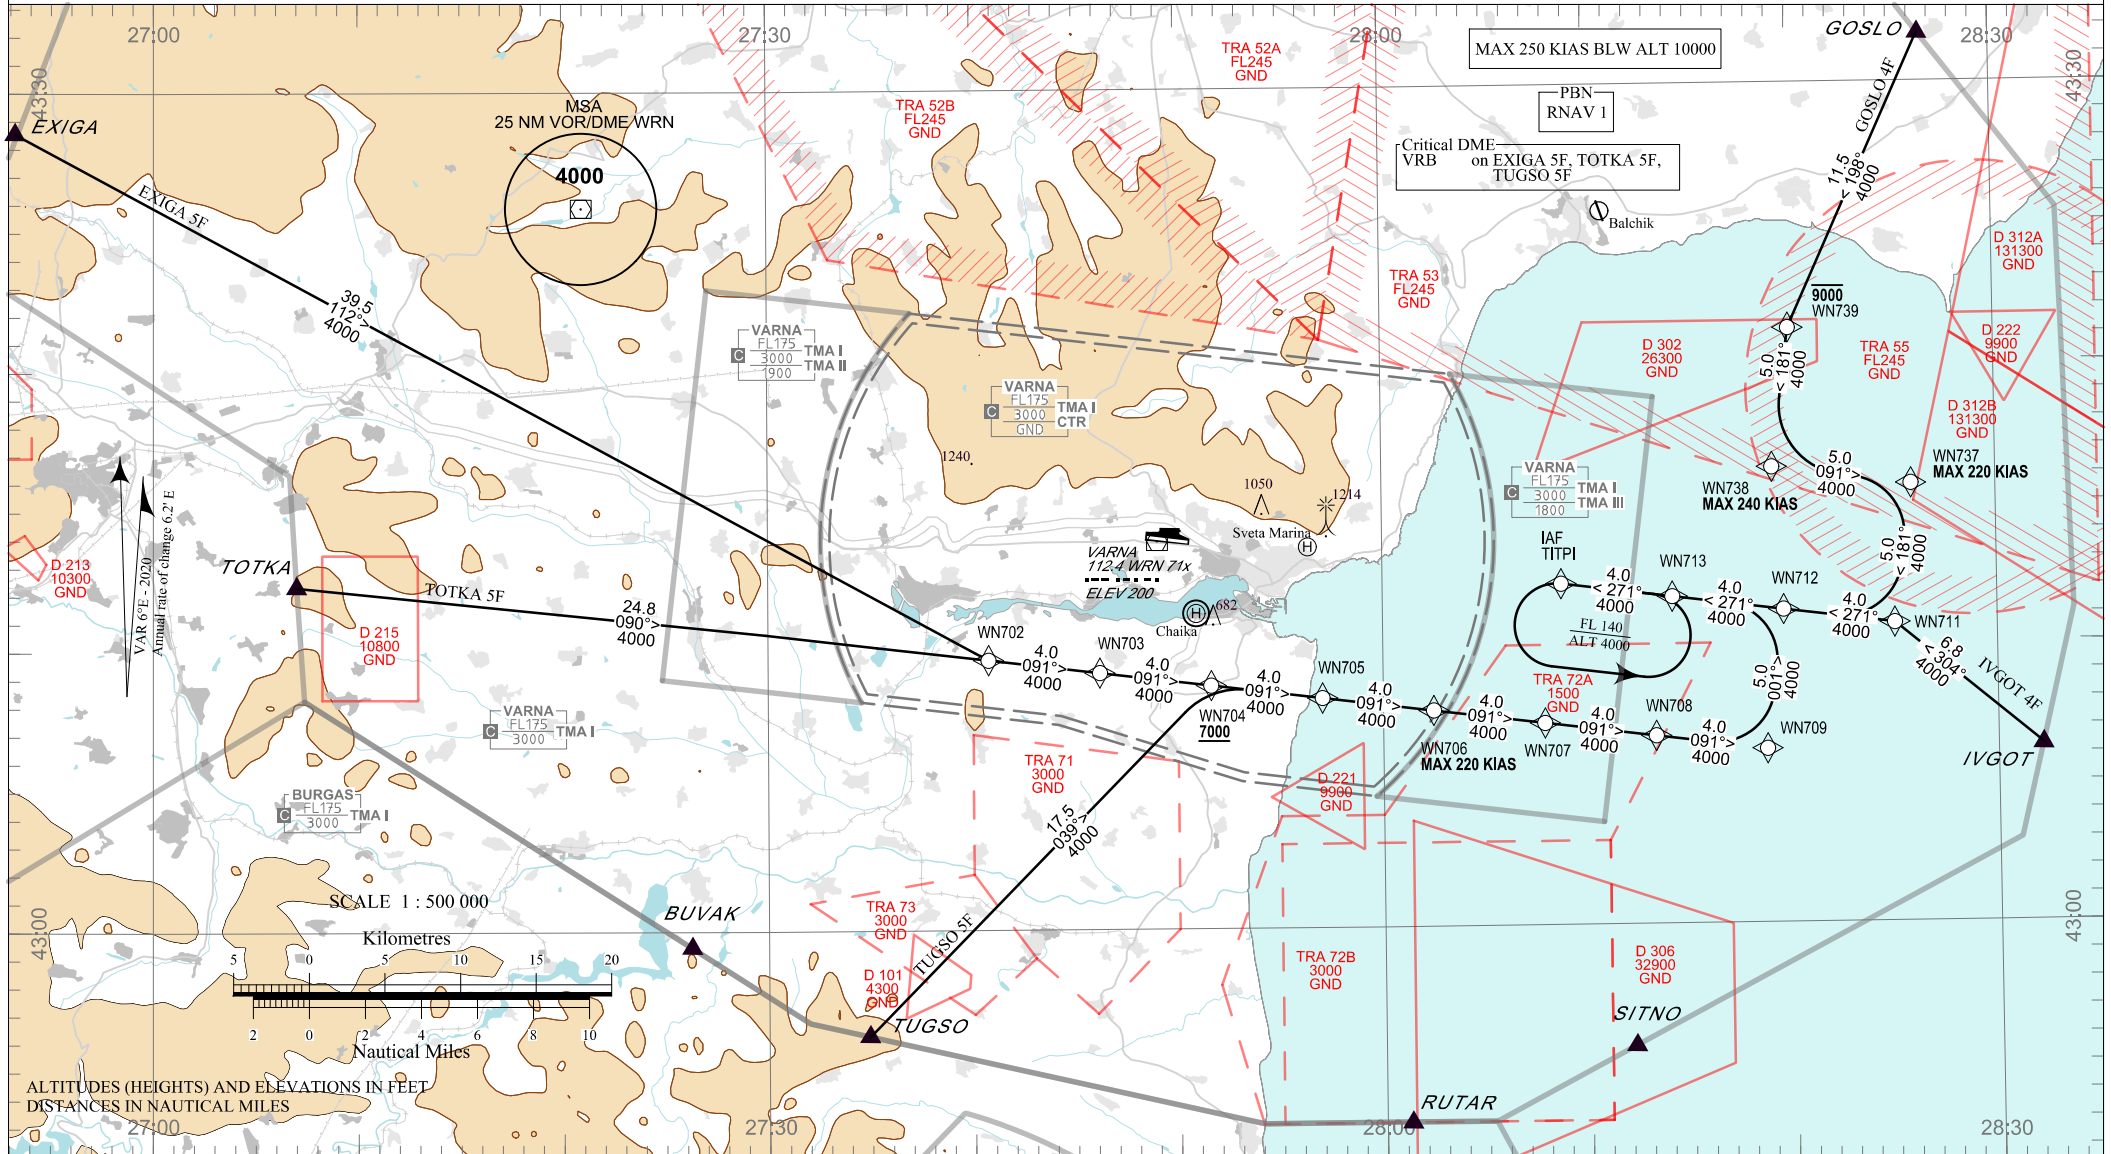 27:00
27:30
28:00
28:30
43:30
43:30
GOSLO
MAX 250 KIAS BLW ALT 10000
PBN
RNAV 1
Critical DME
VRB on EXIGA 5F, TOTKA 5F,
TUGSO 5F
EXIGA
MSA
25 NM VOR/DME WRN
4000
TRA 52A
FL245
GND
TRA 52B
FL245
GND
GOSLO 4F
11.5
< 198°
4000
Balchik
EXIGA 5F
39.5
112°>
4000
TRA 53
FL245
GND
D 312A
131300
GND
9000
WN739
VARNA
FL175
C 3000 TMA I
1900 TMA II
VARNA
FL175
C 3000 TMA I
GND CTR
D 302
26300
GND
5.0
< 181°
4000
TRA 55
FL245
GND
D 222
9900
GND
D 312B
131300
GND
1240
1050
1214
Sveta Marina
H
VARNA
FL175
C 3000 TMA I
1800 TMA III
WN738
MAX 240 KIAS
5.0
091°>
4000
WN737
MAX 220 KIAS
VAR 6°E - 2020
Annual rate of change 6.2' E
D 213
10300
GND
TOTKA
TOTKA 5F
D 215
10800
GND
24.8
090°>
4000
VARNA
112.4 WRN 71x
ELEV 200
H
682
Chaika
IAF
TITPI
4.0
< 271°
4000
WN713
4.0
< 271°
4000
WN712
4.0
< 271°
4000
WN711
5.0
< 181°
4000
FL 140
ALT 4000
6.8
< 304°
4000
IVGOT 4F
IVGOT
WN702
4.0
091°>
4000
WN703
4.0
091°>
4000
WN704
7000
4.0
091°>
4000
WN705
4.0
091°>
4000
WN706
MAX 220 KIAS
4.0
091°>
4000
WN707
4.0
091°>
4000
WN708
4.0
091°>
4000
WN709
5.0
001°>
4000
TRA 72A
1500
GND
VARNA
FL175
C 3000 TMA I
BURGAS
FL175
C 3000 TMA I
TRA 71
3000
GND
D 221
9900
GND
17.5
039°>
4000
TUGSO 5F
TRA 73
3000
GND
D 101
4300
GND
TUGSO
BUVAK
TRA 72B
3000
GND
D 306
32900
GND
SITNO
RUTAR
43:00
43:00
SCALE 1 : 500 000
Kilometres
5 0 5 10 15 20
2 0 2 4 6 8 10
Nautical Miles
ALTITUDES (HEIGHTS) AND ELEVATIONS IN FEET
DISTANCES IN NAUTICAL MILES
27:00
27:30
28:00
28:30